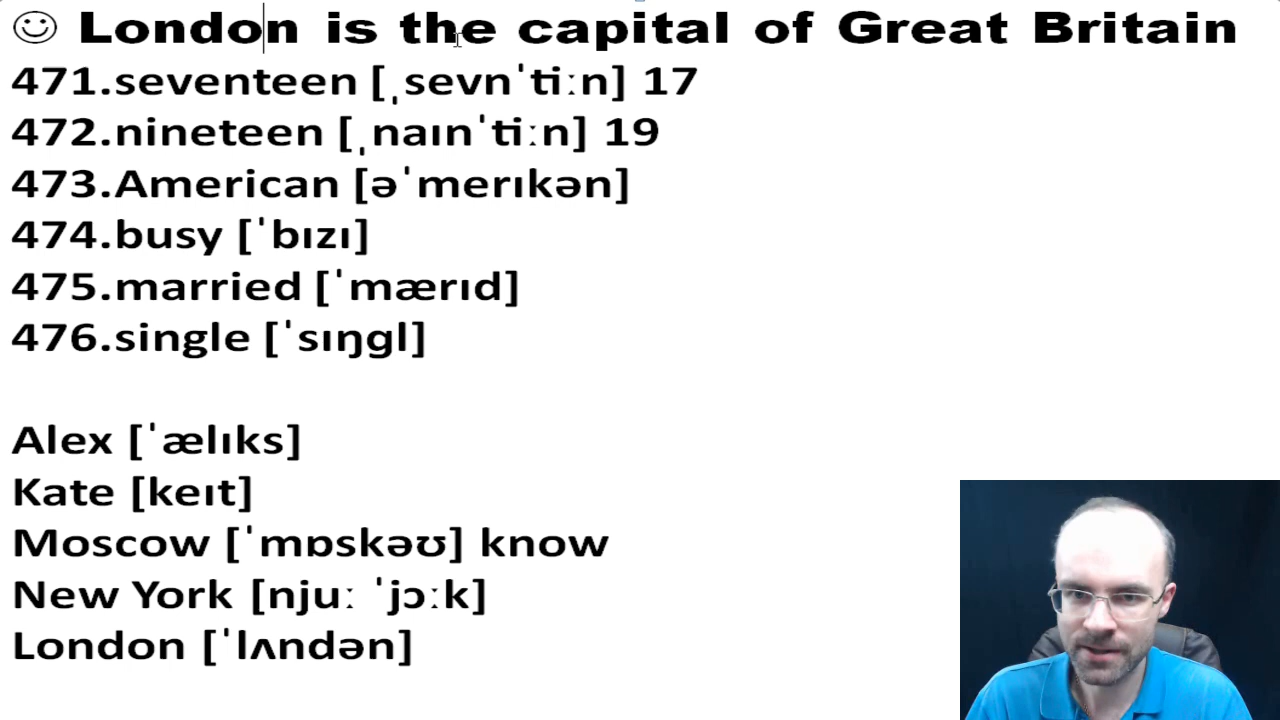 ☺ London is the capital of Great Britain
471.seventeen [ˌsevnˈtiːn] 17
472.nineteen [ˌnaɪnˈtiːn] 19
473.American [əˈmerɪkən]
474.busy [ˈbɪzɪ]
475.married [ˈmærɪd]
476.single [ˈsɪŋgl]
Alex [ˈælɪks]
Kate [keɪt]
Moscow [ˈmɒskəʊ] know
New York [njuː ˈjɔːk]
London [ˈlʌndən]